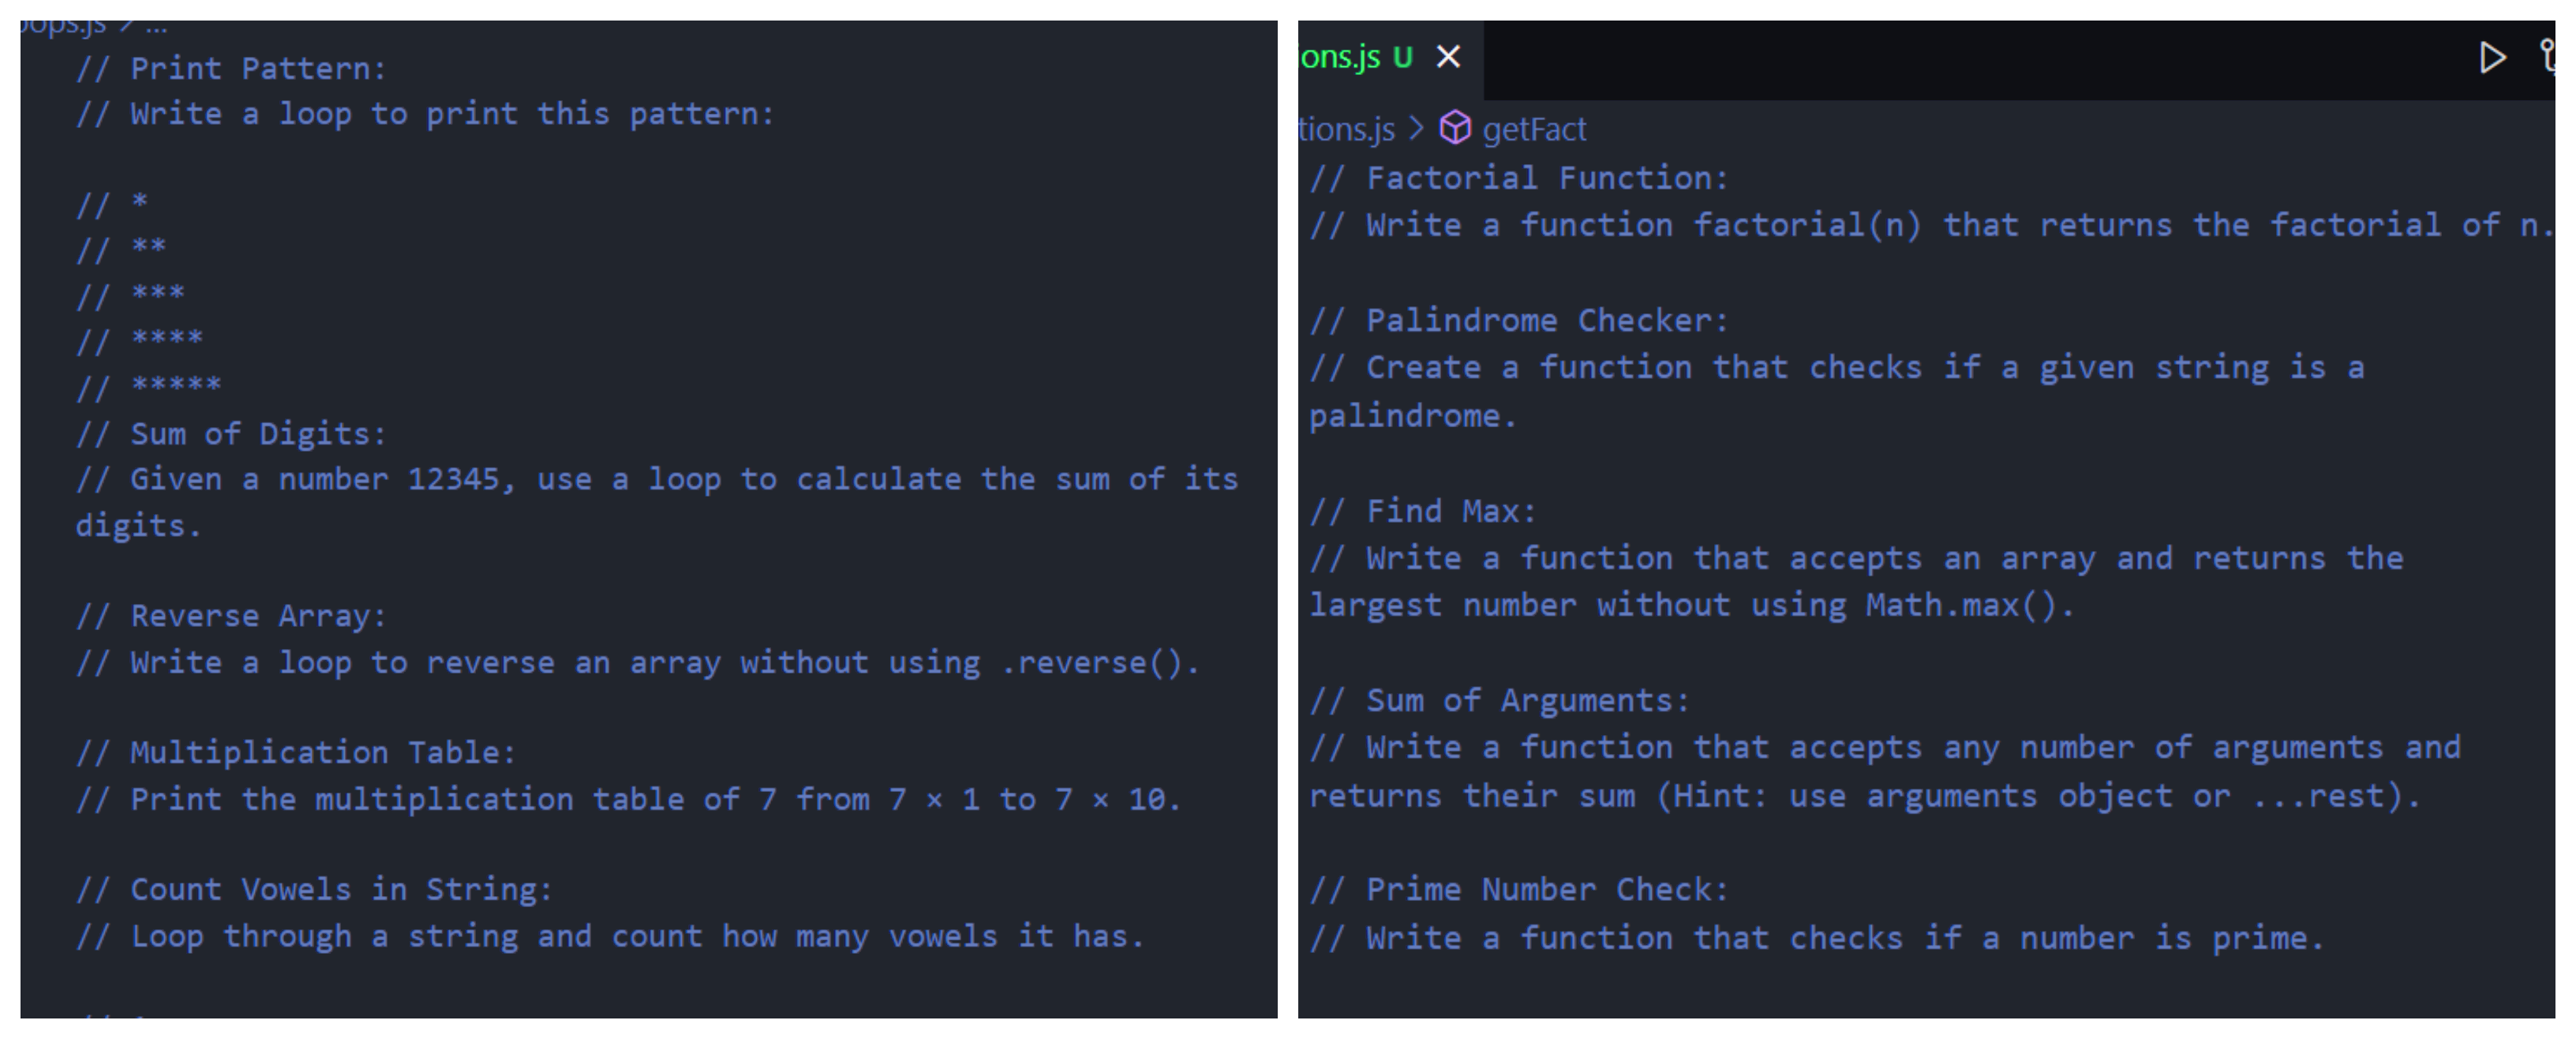 oops.js > ...
// Print Pattern:
// Write a loop to print this pattern:
// *
// **
// ***
// ****
// *****
// Sum of Digits:
// Given a number 12345, use a loop to calculate the sum of its
digits.
// Reverse Array:
// Write a loop to reverse an array without using .reverse().
// Multiplication Table:
// Print the multiplication table of 7 from 7 × 1 to 7 × 10.
// Count Vowels in String:
// Loop through a string and count how many vowels it has.
ions.js U
tions.js > getFact
// Factorial Function:
// Write a function factorial(n) that returns the factorial of n.
// Palindrome Checker:
// Create a function that checks if a given string is a
palindrome.
// Find Max:
// Write a function that accepts an array and returns the
largest number without using Math.max().
// Sum of Arguments:
// Write a function that accepts any number of arguments and
returns their sum (Hint: use arguments object or ...rest).
// Prime Number Check:
// Write a function that checks if a number is prime.